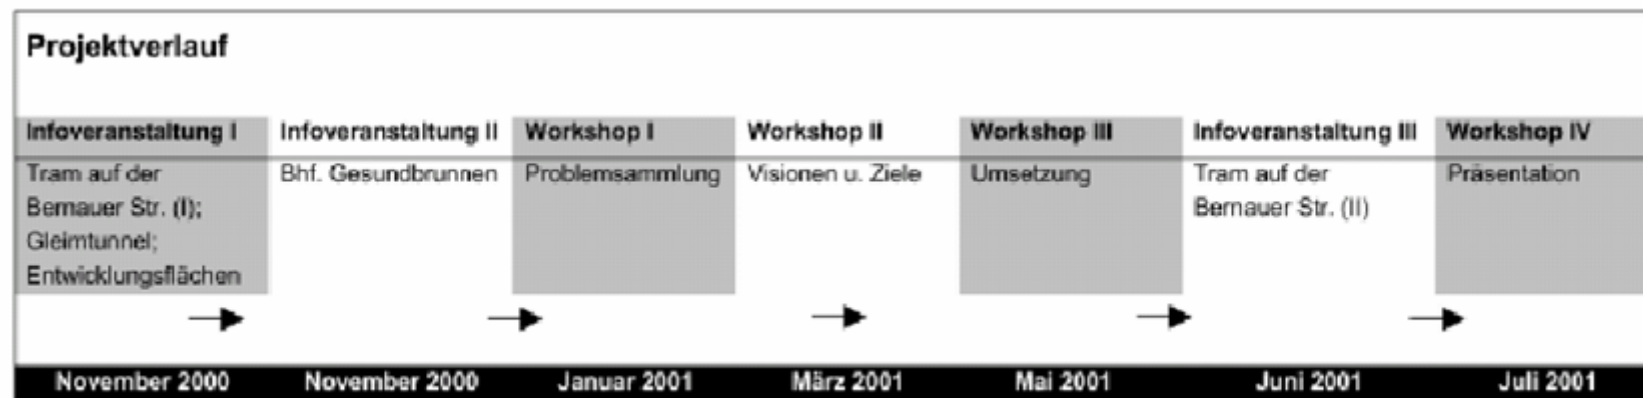 Projektverlauf
Infoveranstaltung I
Tram auf der
Bernauer Str. (I);
Gleimtunnel;
Entwicklungsflächen
November 2000
Infoveranstaltung II
Bhf. Gesundbrunnen
November 2000
Workshop I
Problemsammlung
Januar 2001
Workshop II
Visionen u. Ziele
März 2001
Workshop III
Umsetzung
Mai 2001
Infoveranstaltung III
Tram auf der
Bernauer Str. (II)
Juni 2001
Workshop IV
Präsentation
Juli 2001